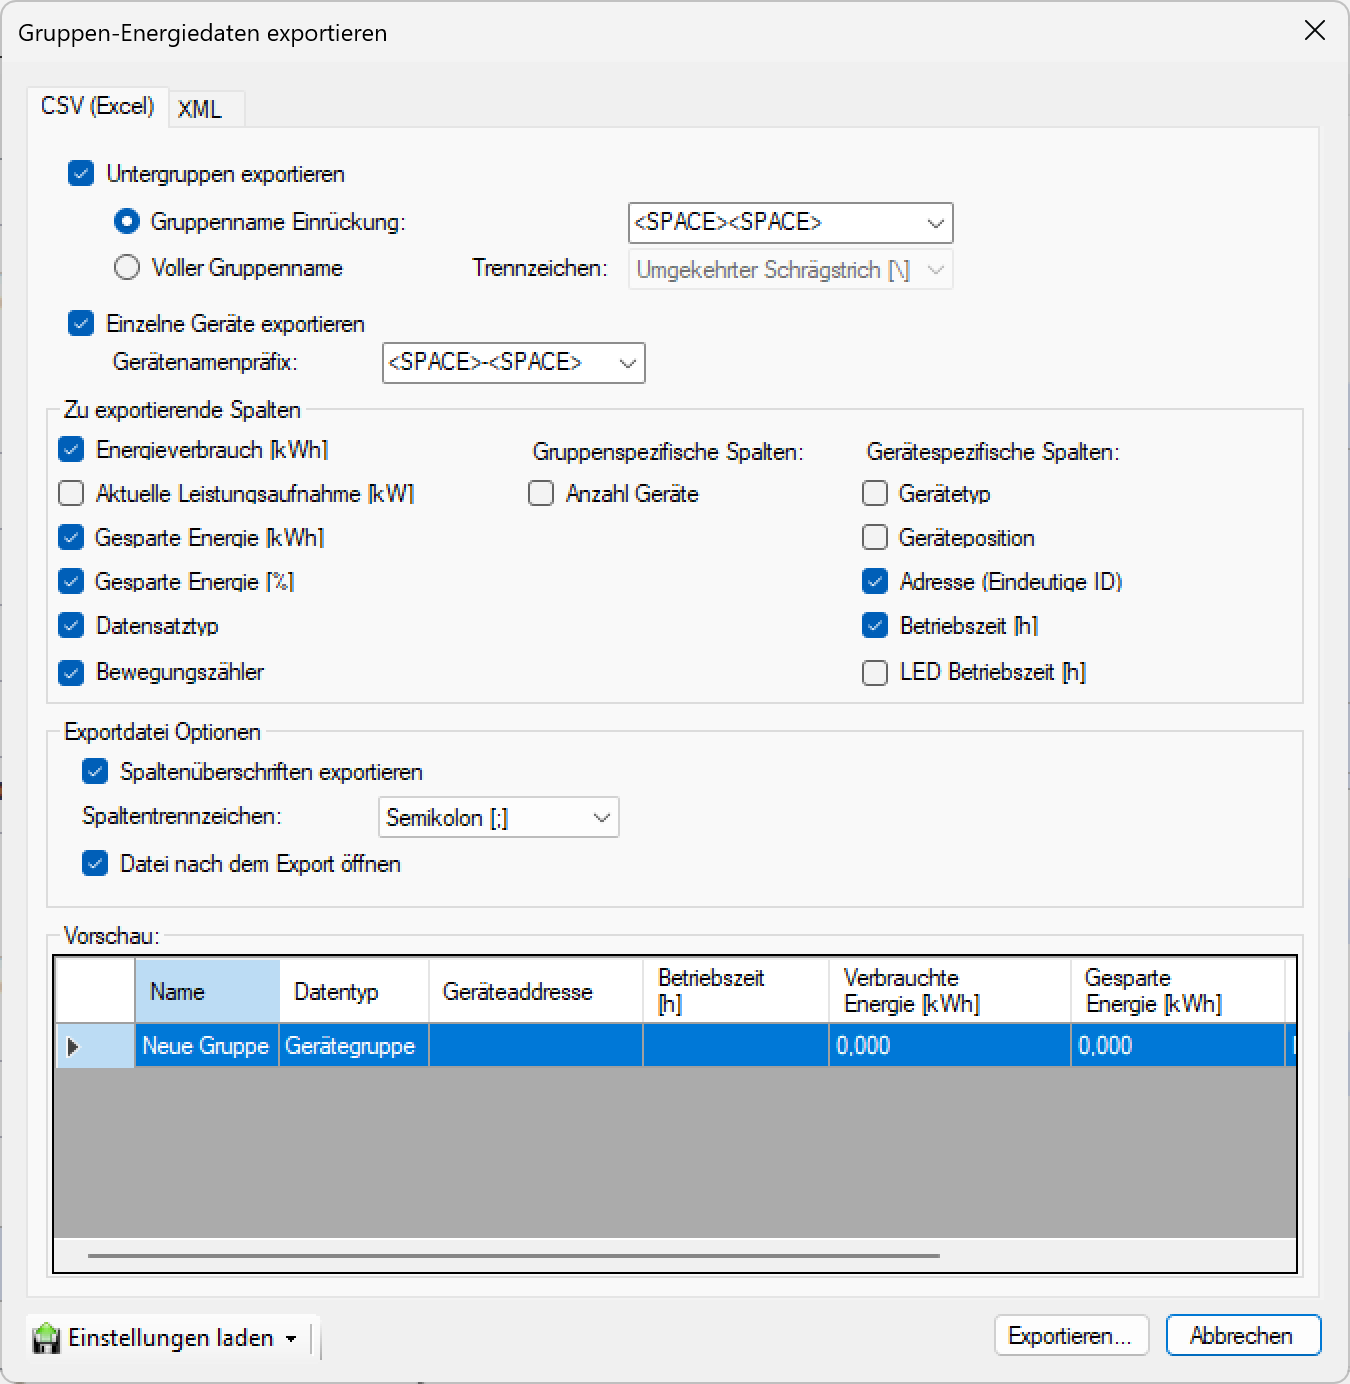 Gruppen-Energiedaten exportieren
CSV (Excel) XML
Untergruppen exportieren
Gruppenname Einrückung: <SPACE><SPACE>
Voller Gruppenname Trennzeichen: Umgekehrter Schrägstrich [\]
Einzelne Geräte exportieren
Gerätenamenpräfix: <SPACE>-<SPACE>
Zu exportierende Spalten
Energieverbrauch [kWh] Gruppenspezifische Spalten: Gerätespezifische Spalten:
Aktuelle Leistungsaufnahme [kW] Anzahl Geräte Gerätetyp
Gesparte Energie [kWh] Geräteposition
Gesparte Energie [%] Adresse (Eindeutige ID)
Datensatztyp Betriebszeit [h]
Bewegungszähler LED Betriebszeit [h]
Exportdatei Optionen
Spaltenüberschriften exportieren
Spaltentrennzeichen: Semikolon [;]
Datei nach dem Export öffnen
Vorschau:
Name Datentyp Geräteaddresse Betriebszeit [h] Verbrauchte Energie [kWh] Gesparte Energie [kWh]
Neue Gruppe Gerätegruppe 0,000 0,000
Einstellungen laden Exportieren... Abbrechen